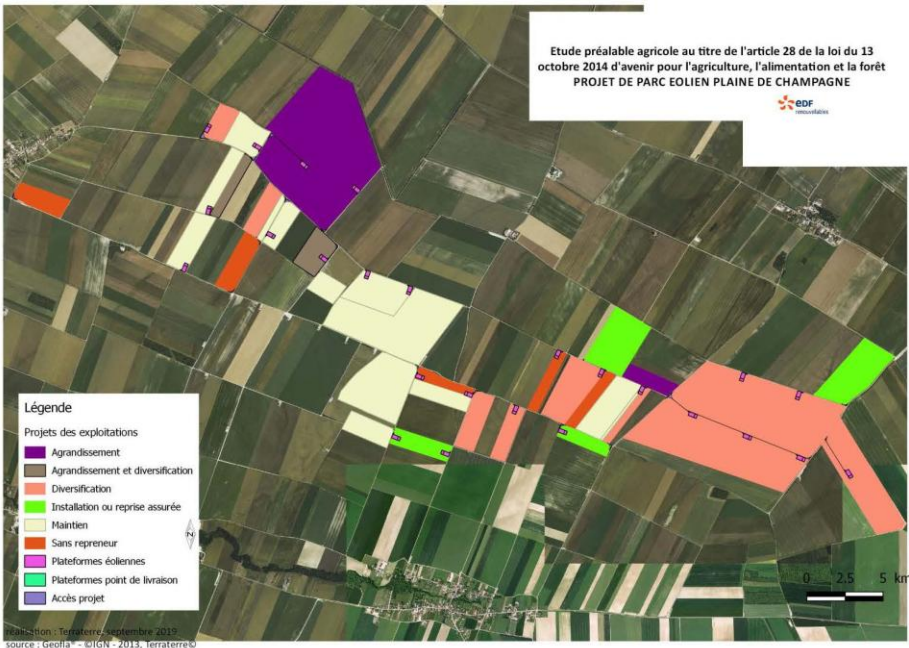 Etude préalable agricole au titre de l'article 28 de la loi du 13
octobre 2014 d'avenir pour l'agriculture, l'alimentation et la forêt
PROJET DE PARC EOLIEN PLAINE DE CHAMPAGNE
edf
renouvelables
Légende
Projets des exploitations
Agrandissement
Agrandissement et diversification
Diversification
Installation ou reprise assurée
Maintien
Sans repreneur
Plateformes éoliennes
Plateformes point de livraison
Accès projet
N
0 2.5 5 km
réalisation : Terraterre, septembre 2019
source : Geofla® - ©IGN - 2013, Terraterre©